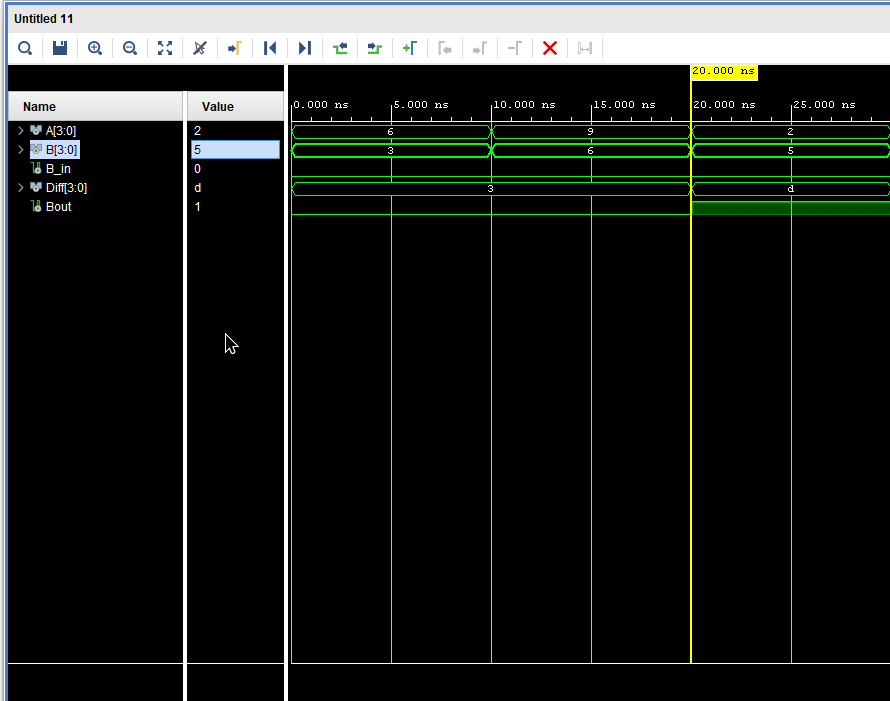 Untitled 11
20.000 ns
Name Value
0.000 ns 5.000 ns 10.000 ns 15.000 ns 20.000 ns 25.000 ns
A[3:0] 2 6 9 2
B[3:0] 5 3 6 5
B_in 0
Diff[3:0] d 3 d
Bout 1